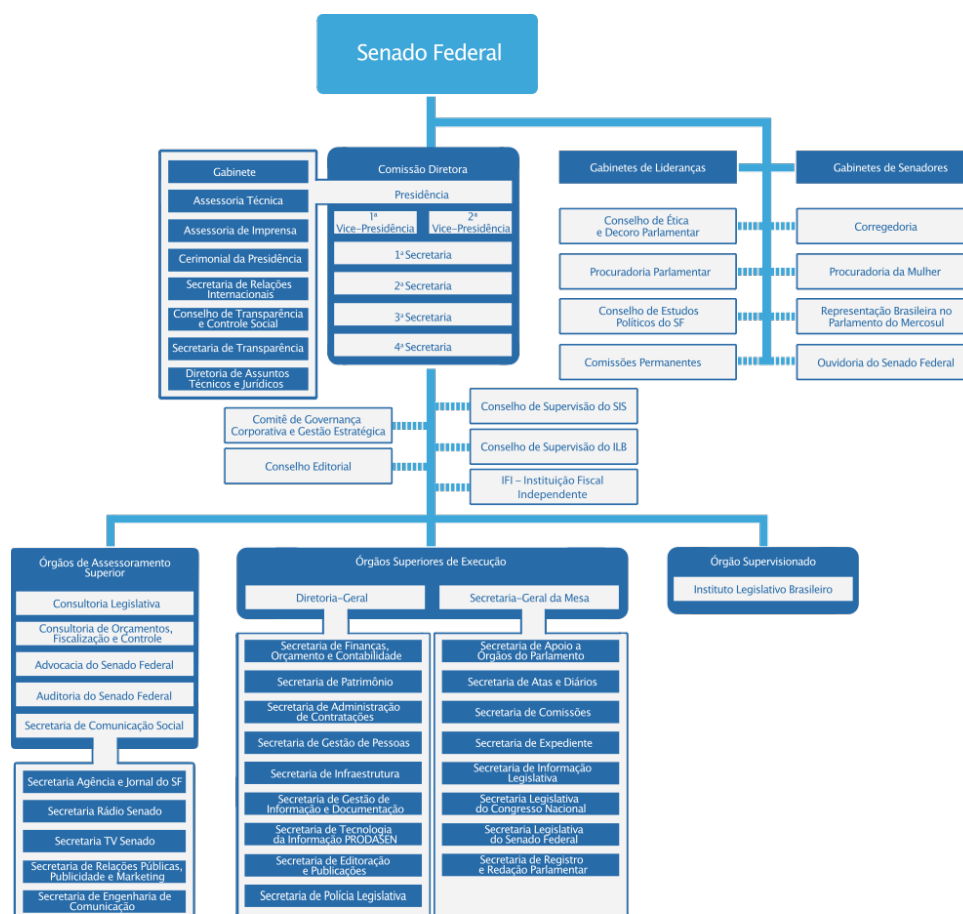 Senado Federal
Gabinete
Assessoria Técnica
Assessoria de Imprensa
Cerimonial da Presidência
Secretaria de Relações
Internacionais
Conselho de Transparência
e Controle Social
Secretaria de Transparência
Diretoria de Assuntos
Técnicos e Jurídicos
Comissão Diretora
Presidência
1ª
Vice-Presidência
2ª
Vice-Presidência
1ª Secretaria
2ª Secretaria
3ª Secretaria
4ª Secretaria
Gabinetes de Lideranças
Gabinetes de Senadores
Conselho de Ética
e Decoro Parlamentar
Corregedoria
Procuradoria Parlamentar
Procuradoria da Mulher
Conselho de Estudos
Políticos do SF
Representação Brasileira no
Parlamento do Mercosul
Comissões Permanentes
Ouvidoria do Senado Federal
Comitê de Governança
Corporativa e Gestão Estratégica
Conselho Editorial
Conselho de Supervisão do SIS
Conselho de Supervisão do ILB
IFI – Instituição Fiscal
Independente
Órgãos de Assessoramento
Superior
Consultoria Legislativa
Consultoria de Orçamentos,
Fiscalização e Controle
Advocacia do Senado Federal
Auditoria do Senado Federal
Secretaria de Comunicação Social
Secretaria Agência e Jornal do SF
Secretaria Rádio Senado
Secretaria TV Senado
Secretaria de Relações Públicas,
Publicidade e Marketing
Secretaria de Engenharia de
Comunicação
Órgãos Superiores de Execução
Diretoria-Geral
Secretaria de Finanças,
Orçamento e Contabilidade
Secretaria de Patrimônio
Secretaria de Administração
de Contratações
Secretaria de Gestão de Pessoas
Secretaria de Infraestrutura
Secretaria de Gestão de
Informação e Documentação
Secretaria de Tecnologia
da Informação PRODASEN
Secretaria de Editoração
e Publicações
Secretaria de Polícia Legislativa
Secretaria-Geral da Mesa
Secretaria de Apoio a
Órgãos do Parlamento
Secretaria de Atas e Diários
Secretaria de Comissões
Secretaria de Expediente
Secretaria de Informação
Legislativa
Secretaria Legislativa
do Congresso Nacional
Secretaria Legislativa
do Senado Federal
Secretaria de Registro
e Redação Parlamentar
Órgão Supervisionado
Instituto Legislativo Brasileiro